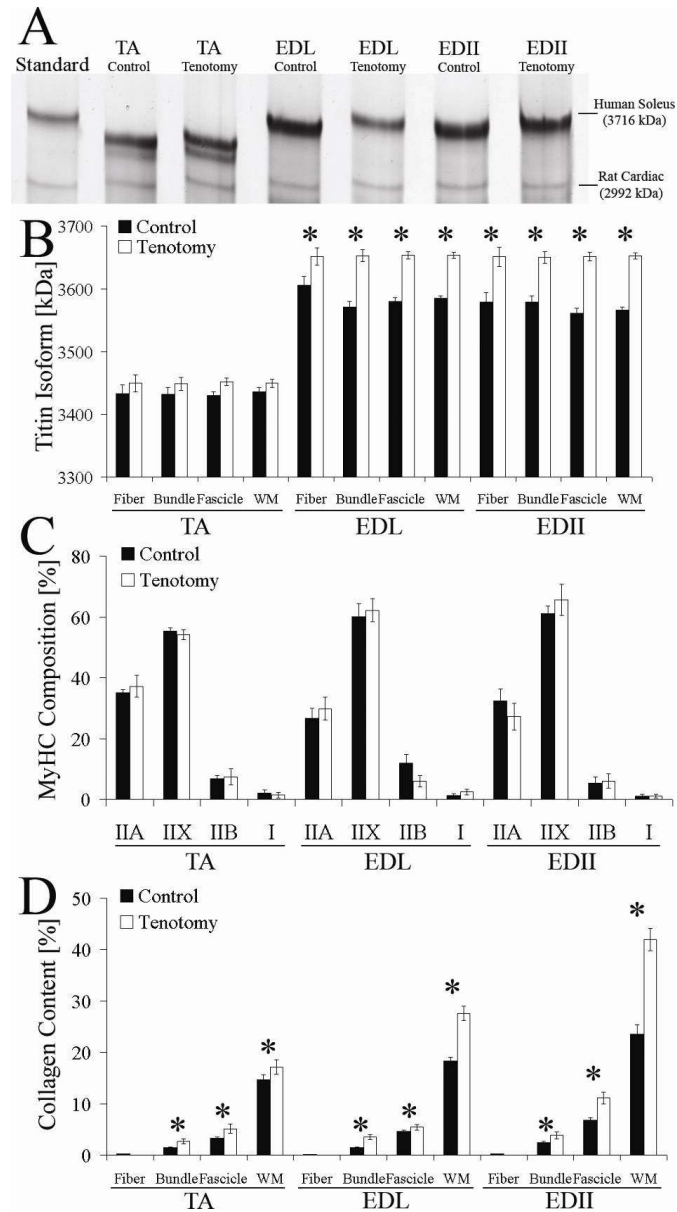 A
Standard
TA
Control
TA
Tenotomy
EDL
Control
EDL
Tenotomy
EDII
Control
EDII
Tenotomy
Human Soleus
(3716 kDa)
Rat Cardiac
(2992 kDa)
B
Control
Tenotomy
Titin Isoform [kDa]
3700
3600
3500
3400
3300
* * * * * * * *
Fiber Bundle Fascicle WM Fiber Bundle Fascicle WM Fiber Bundle Fascicle WM
TA EDL EDII
C
Control
Tenotomy
MyHC Composition [%]
80
60
40
20
0
IIA IIX IIB I IIA IIX IIB I IIA IIX IIB I
TA EDL EDII
D
Control
Tenotomy
Collagen Content [%]
50
40
30
20
10
0
* * * * * * * * *
Fiber Bundle Fascicle WM Fiber Bundle Fascicle WM Fiber Bundle Fascicle WM
TA EDL EDII